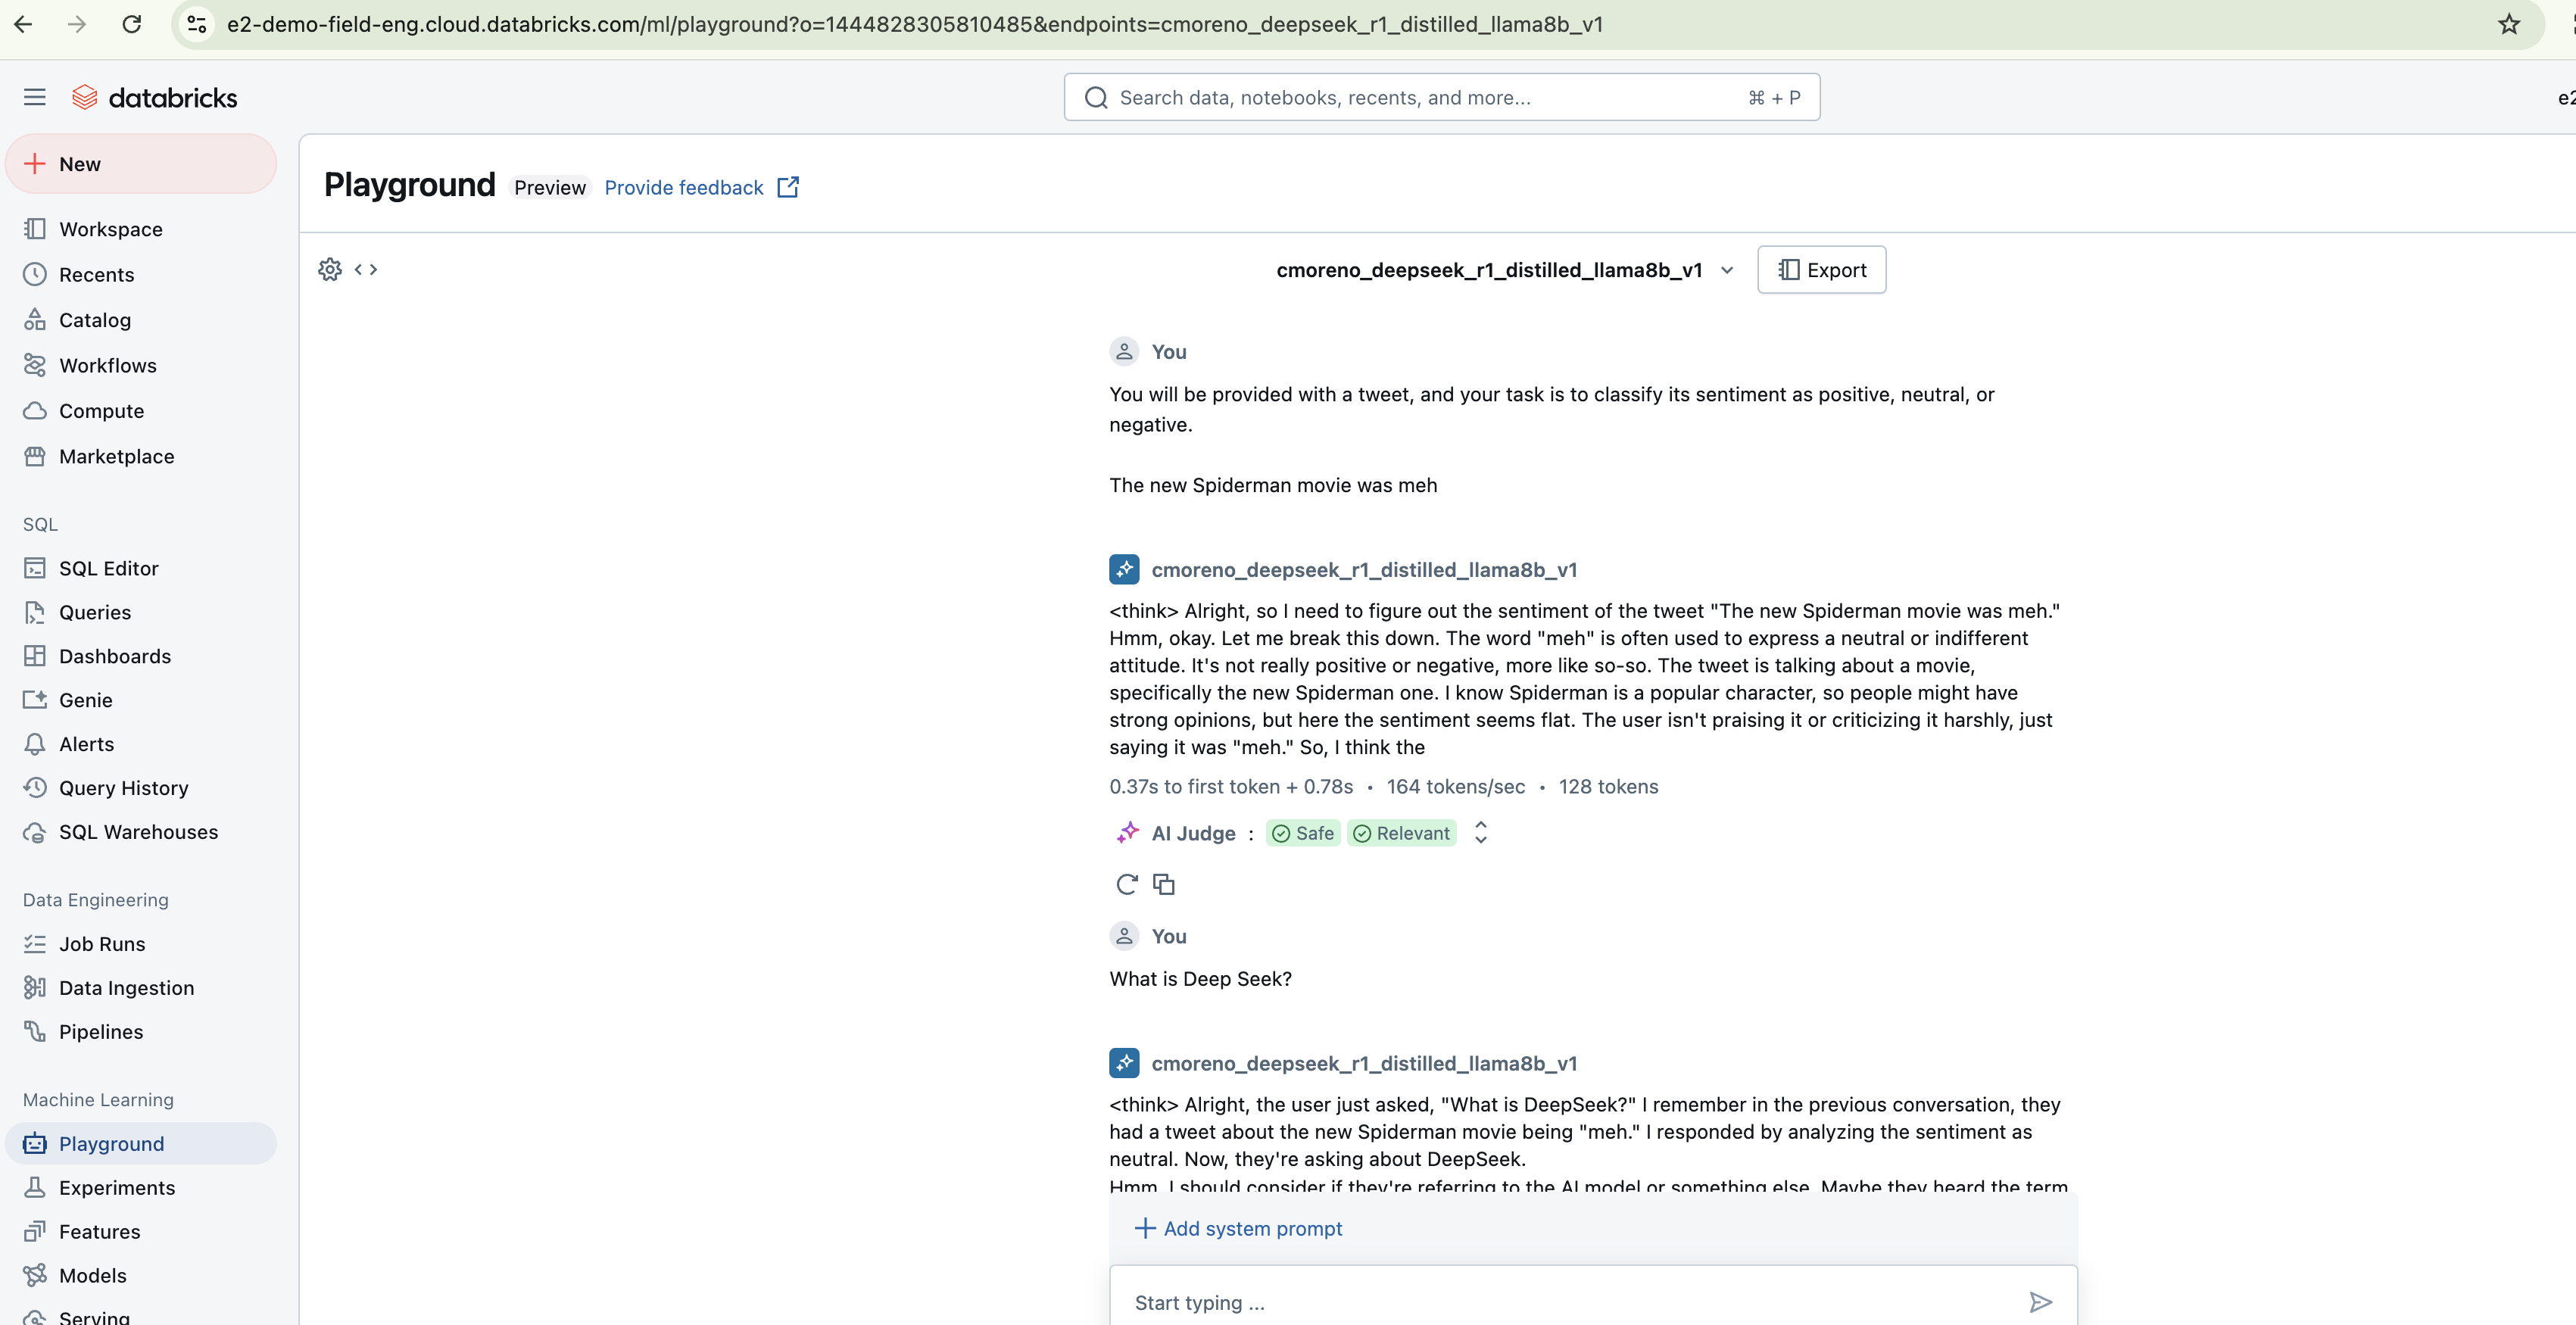 e2-demo-field-eng.cloud.databricks.com/ml/playground?o=1444828305810485&endpoints=cmoreno_deepseek_r1_distilled_llama8b_v1
databricks
Search data, notebooks, recents, and more...
⌘ + P
e2
New
Playground
Preview
Provide feedback
Workspace
Recents
Catalog
Workflows
Compute
Marketplace
SQL
SQL Editor
Queries
Dashboards
Genie
Alerts
Query History
SQL Warehouses
Data Engineering
Job Runs
Data Ingestion
Pipelines
Machine Learning
Playground
Experiments
Features
Models
Serving
cmoreno_deepseek_r1_distilled_llama8b_v1
Export
You
You will be provided with a tweet, and your task is to classify its sentiment as positive, neutral, or
negative.
The new Spiderman movie was meh
cmoreno_deepseek_r1_distilled_llama8b_v1
<think> Alright, so I need to figure out the sentiment of the tweet "The new Spiderman movie was meh."
Hmm, okay. Let me break this down. The word "meh" is often used to express a neutral or indifferent
attitude. It's not really positive or negative, more like so-so. The tweet is talking about a movie,
specifically the new Spiderman one. I know Spiderman is a popular character, so people might have
strong opinions, but here the sentiment seems flat. The user isn't praising it or criticizing it harshly, just
saying it was "meh." So, I think the
0.37s to first token + 0.78s • 164 tokens/sec • 128 tokens
AI Judge : Safe Relevant
You
What is Deep Seek?
cmoreno_deepseek_r1_distilled_llama8b_v1
<think> Alright, the user just asked, "What is DeepSeek?" I remember in the previous conversation, they
had a tweet about the new Spiderman movie being "meh." I responded by analyzing the sentiment as
neutral. Now, they're asking about DeepSeek.
Hmm, I should consider if they're referring to the AI model or something else. Maybe they heard the term
Add system prompt
Start typing ...